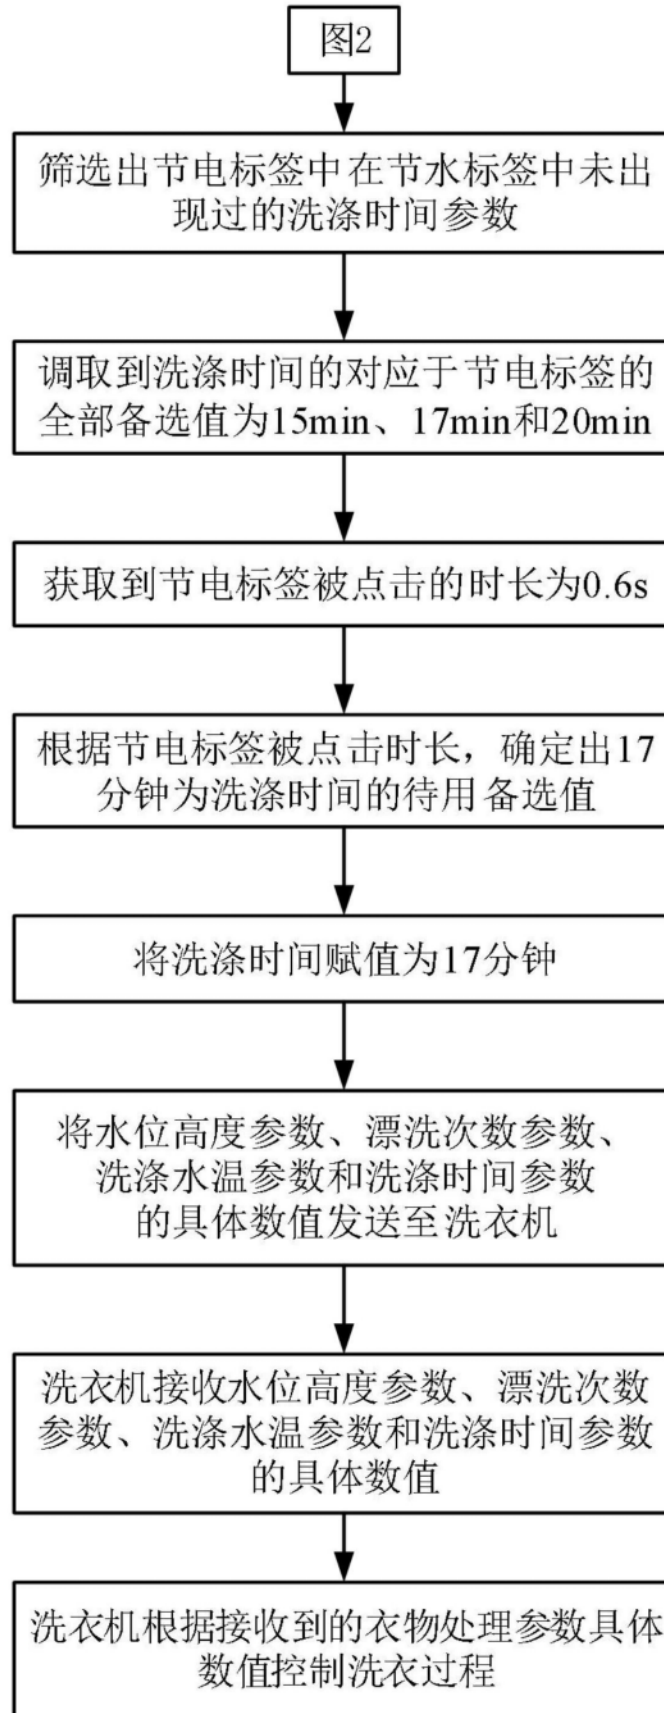 图2
筛选出节电标签中在节水标签中未出
现过的洗涤时间参数
调取到洗涤时间的对应于节电标签的
全部备选值为15min、17min和20min
获取到节电标签被点击的时长为0.6s
根据节电标签被点击时长，确定出17
分钟为洗涤时间的待用备选值
将洗涤时间赋值为17分钟
将水位高度参数、漂洗次数参数、
洗涤水温参数和洗涤时间参数
的具体数值发送至洗衣机
洗衣机接收水位高度参数、漂洗次数
参数、洗涤水温参数和洗涤时间参数
的具体数值
洗衣机根据接收到的衣物处理参数具体
数值控制洗衣过程